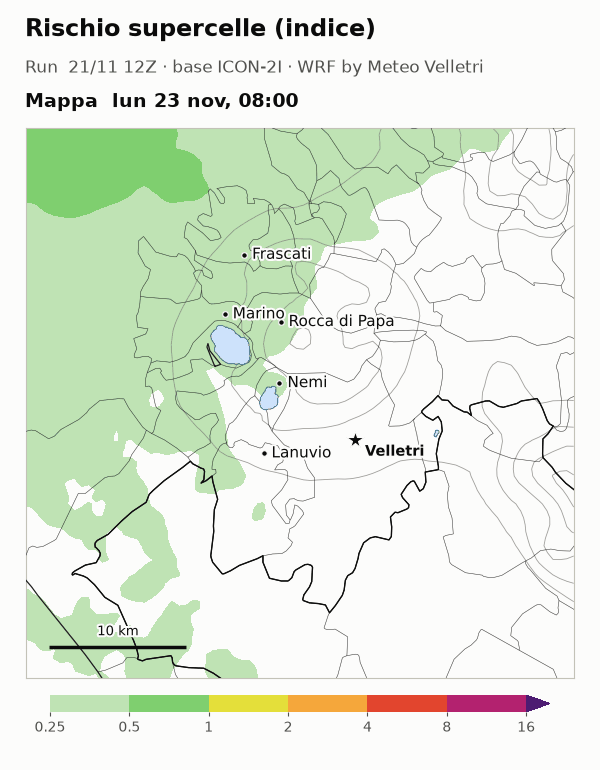 Rischio supercelle (indice)
Run 21/11 12Z · base ICON-2I · WRF by Meteo Velletri
Mappa lun 23 nov, 08:00
Frascati
Marino
Rocca di Papa
Nemi
Velletri
Lanuvio
10 km
0.25 0.5 1 2 4 8 16